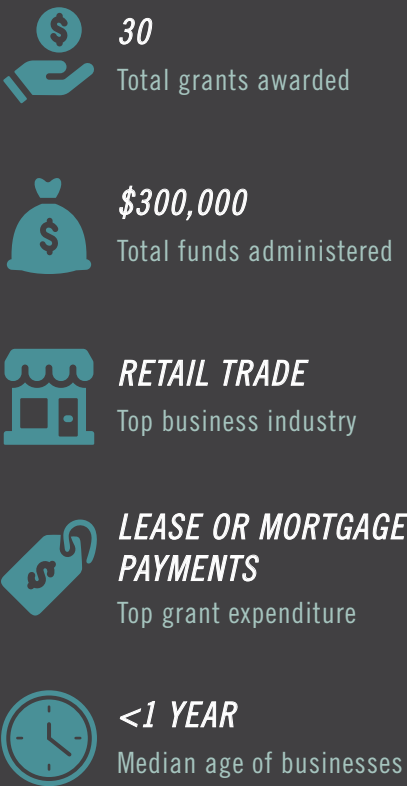 $
30
Total grants awarded
$
$300,000
Total funds administered
RETAIL TRADE
Top business industry
$
LEASE OR MORTGAGE
PAYMENTS
Top grant expenditure
<1 YEAR
Median age of businesses